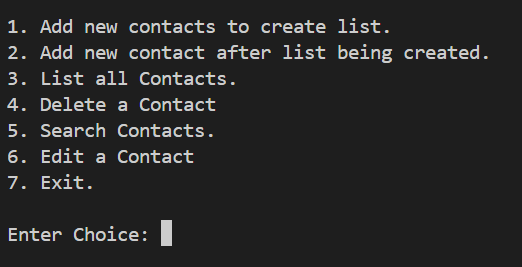 1. Add new contacts to create list.
2. Add new contact after list being created.
3. List all Contacts.
4. Delete a Contact
5. Search Contacts.
6. Edit a Contact
7. Exit.
Enter Choice: